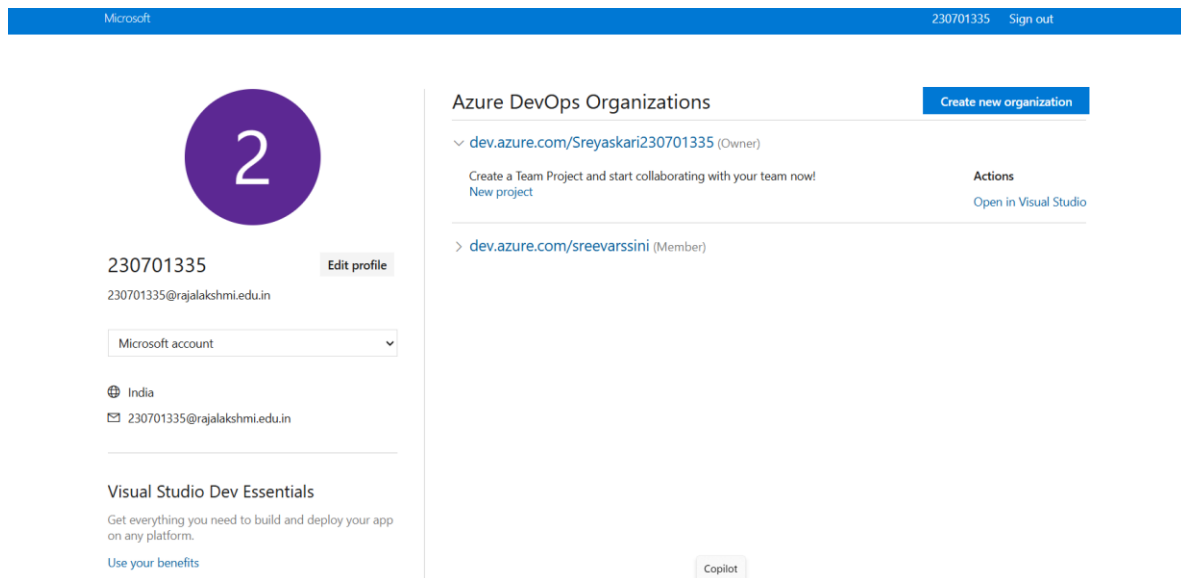 Microsoft
230701335 Sign out
2
230701335
Edit profile
230701335@rajalakshmi.edu.in
Microsoft account
India
230701335@rajalakshmi.edu.in
Visual Studio Dev Essentials
Get everything you need to build and deploy your app
on any platform.
Use your benefits
Azure DevOps Organizations
Create new organization
dev.azure.com/Sreyaskari230701335 (Owner)
Create a Team Project and start collaborating with your team now!
New project
Actions
Open in Visual Studio
dev.azure.com/sreevarssini (Member)
Copilot